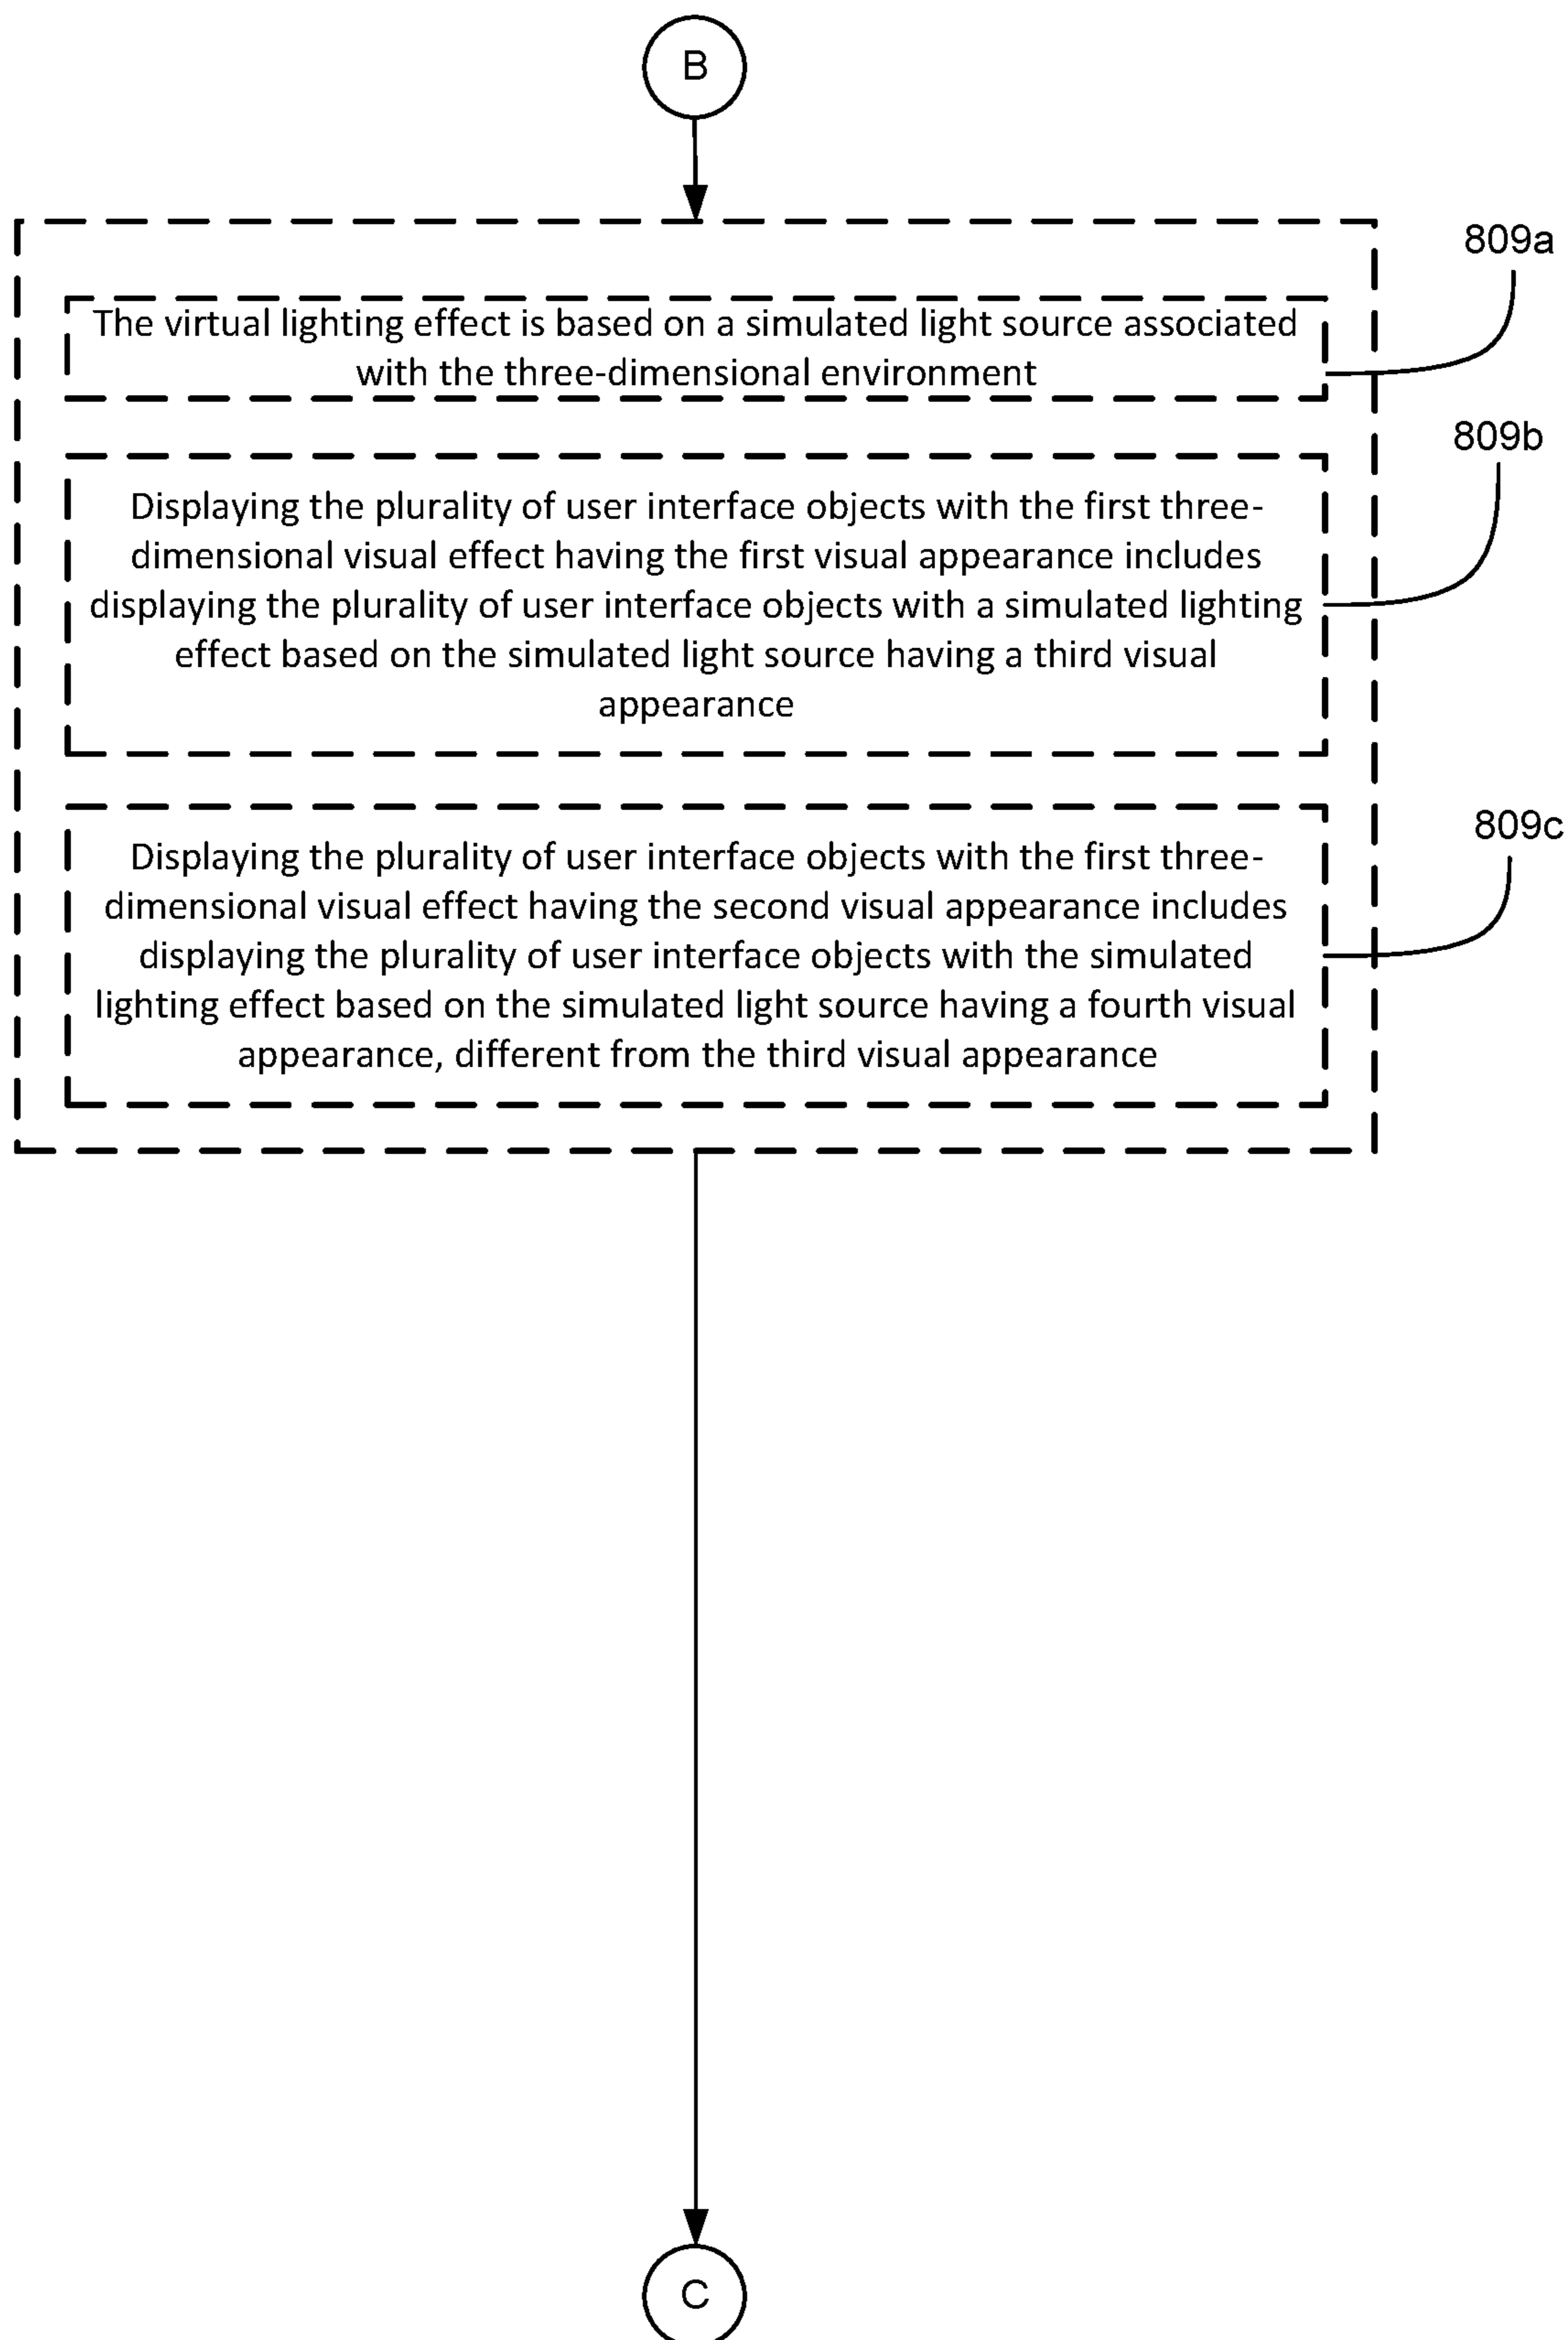 B
809a
The virtual lighting effect is based on a simulated light source associated
with the three-dimensional environment
809b
Displaying the plurality of user interface objects with the first three-
dimensional visual effect having the first visual appearance includes
displaying the plurality of user interface objects with a simulated lighting
effect based on the simulated light source having a third visual
appearance
809c
Displaying the plurality of user interface objects with the first three-
dimensional visual effect having the second visual appearance includes
displaying the plurality of user interface objects with the simulated
lighting effect based on the simulated light source having a fourth visual
appearance, different from the third visual appearance
C